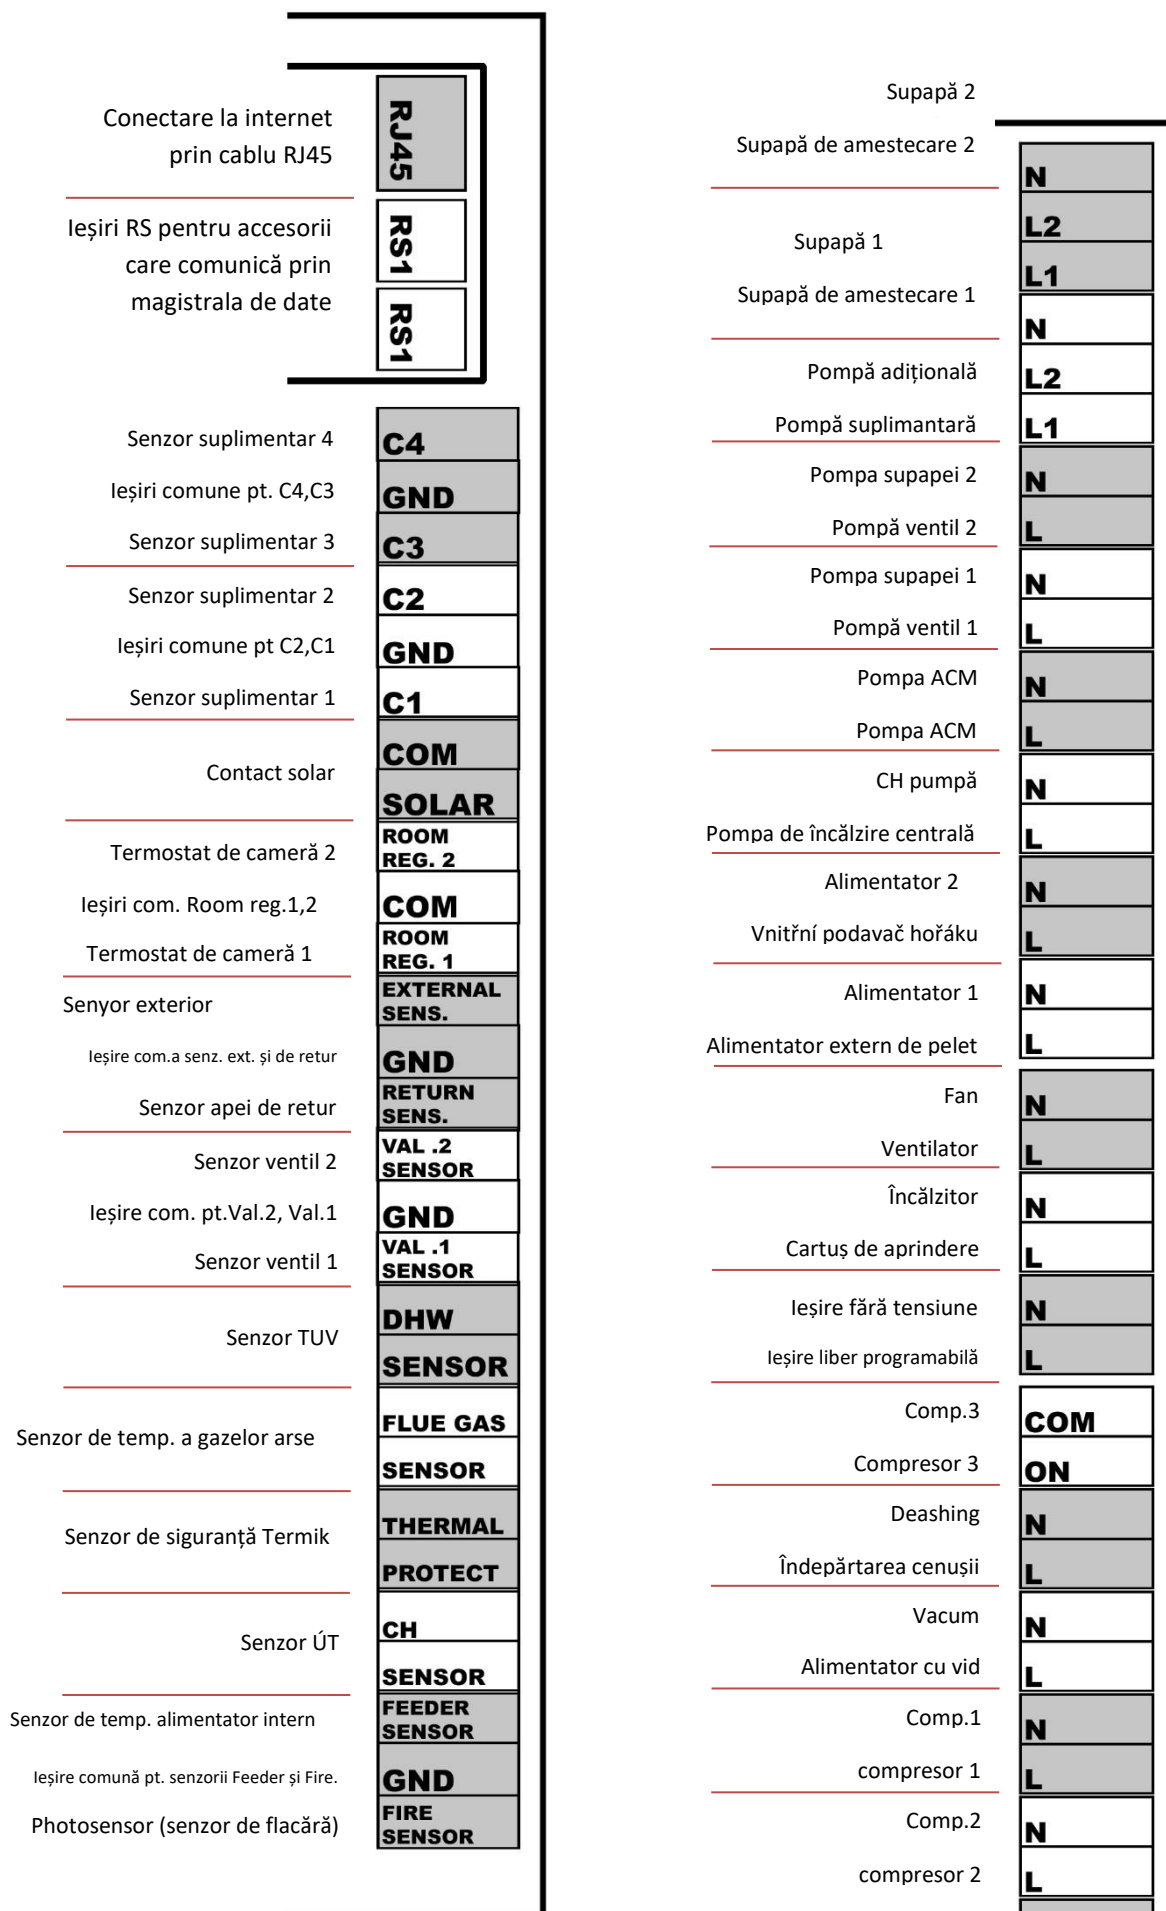 Conectare la internet
prin cablu RJ45
RJ45
Ieșiri RS pentru accesorii
care comunică prin
magistrala de date
RS1
RS1
Senzor suplimentar 4
C4
Ieșiri comune pt. C4,C3
GND
Senzor suplimentar 3
C3
Senzor suplimentar 2
C2
Ieșiri comune pt C2,C1
GND
Senzor suplimentar 1
C1
COM
Contact solar
SOLAR
Termostat de cameră 2
ROOM
REG. 2
Ieșiri com. Room reg.1,2
COM
Termostat de cameră 1
ROOM
REG. 1
Senyor exterior
EXTERNAL
SENS.
Ieșire com.a senz. ext. și de retur
GND
Senzor apei de retur
RETURN
SENS.
Senzor ventil 2
VAL .2
SENSOR
Ieșire com. pt.Val.2, Val.1
GND
Senzor ventil 1
VAL .1
SENSOR
Senzor TUV
DHW
SENSOR
Senzor de temp. a gazelor arse
FLUE GAS
SENSOR
Senzor de siguranță Termik
THERMAL
PROTECT
Senzor ÚT
CH
SENSOR
Senzor de temp. alimentator intern
FEEDER
SENSOR
Ieșire comună pt. senzorii Feeder și Fire.
GND
Photosensor (senzor de flacără)
FIRE
SENSOR
Supapă 2
Supapă de amestecare 2
N
L2
Supapă 1
L1
Supapă de amestecare 1
N
Pompă adițională
L2
Pompă suplimantară
L1
Pompa supapei 2
N
Pompă ventil 2
L
Pompa supapei 1
N
Pompă ventil 1
L
Pompa ACM
N
Pompa ACM
L
CH pumpă
N
Pompa de încălzire centrală
L
Alimentator 2
N
Vnitřní podavač hořáku
L
Alimentator 1
N
Alimentator extern de pelet
L
Fan
N
Ventilator
L
Încălzitor
N
Cartuș de aprindere
L
Ieșire fără tensiune
N
Ieșire liber programabilă
L
Comp.3
COM
Compresor 3
ON
Deashing
N
Îndepărtarea cenușii
L
Vacum
N
Alimentator cu vid
L
Comp.1
N
compresor 1
L
Comp.2
N
compresor 2
L